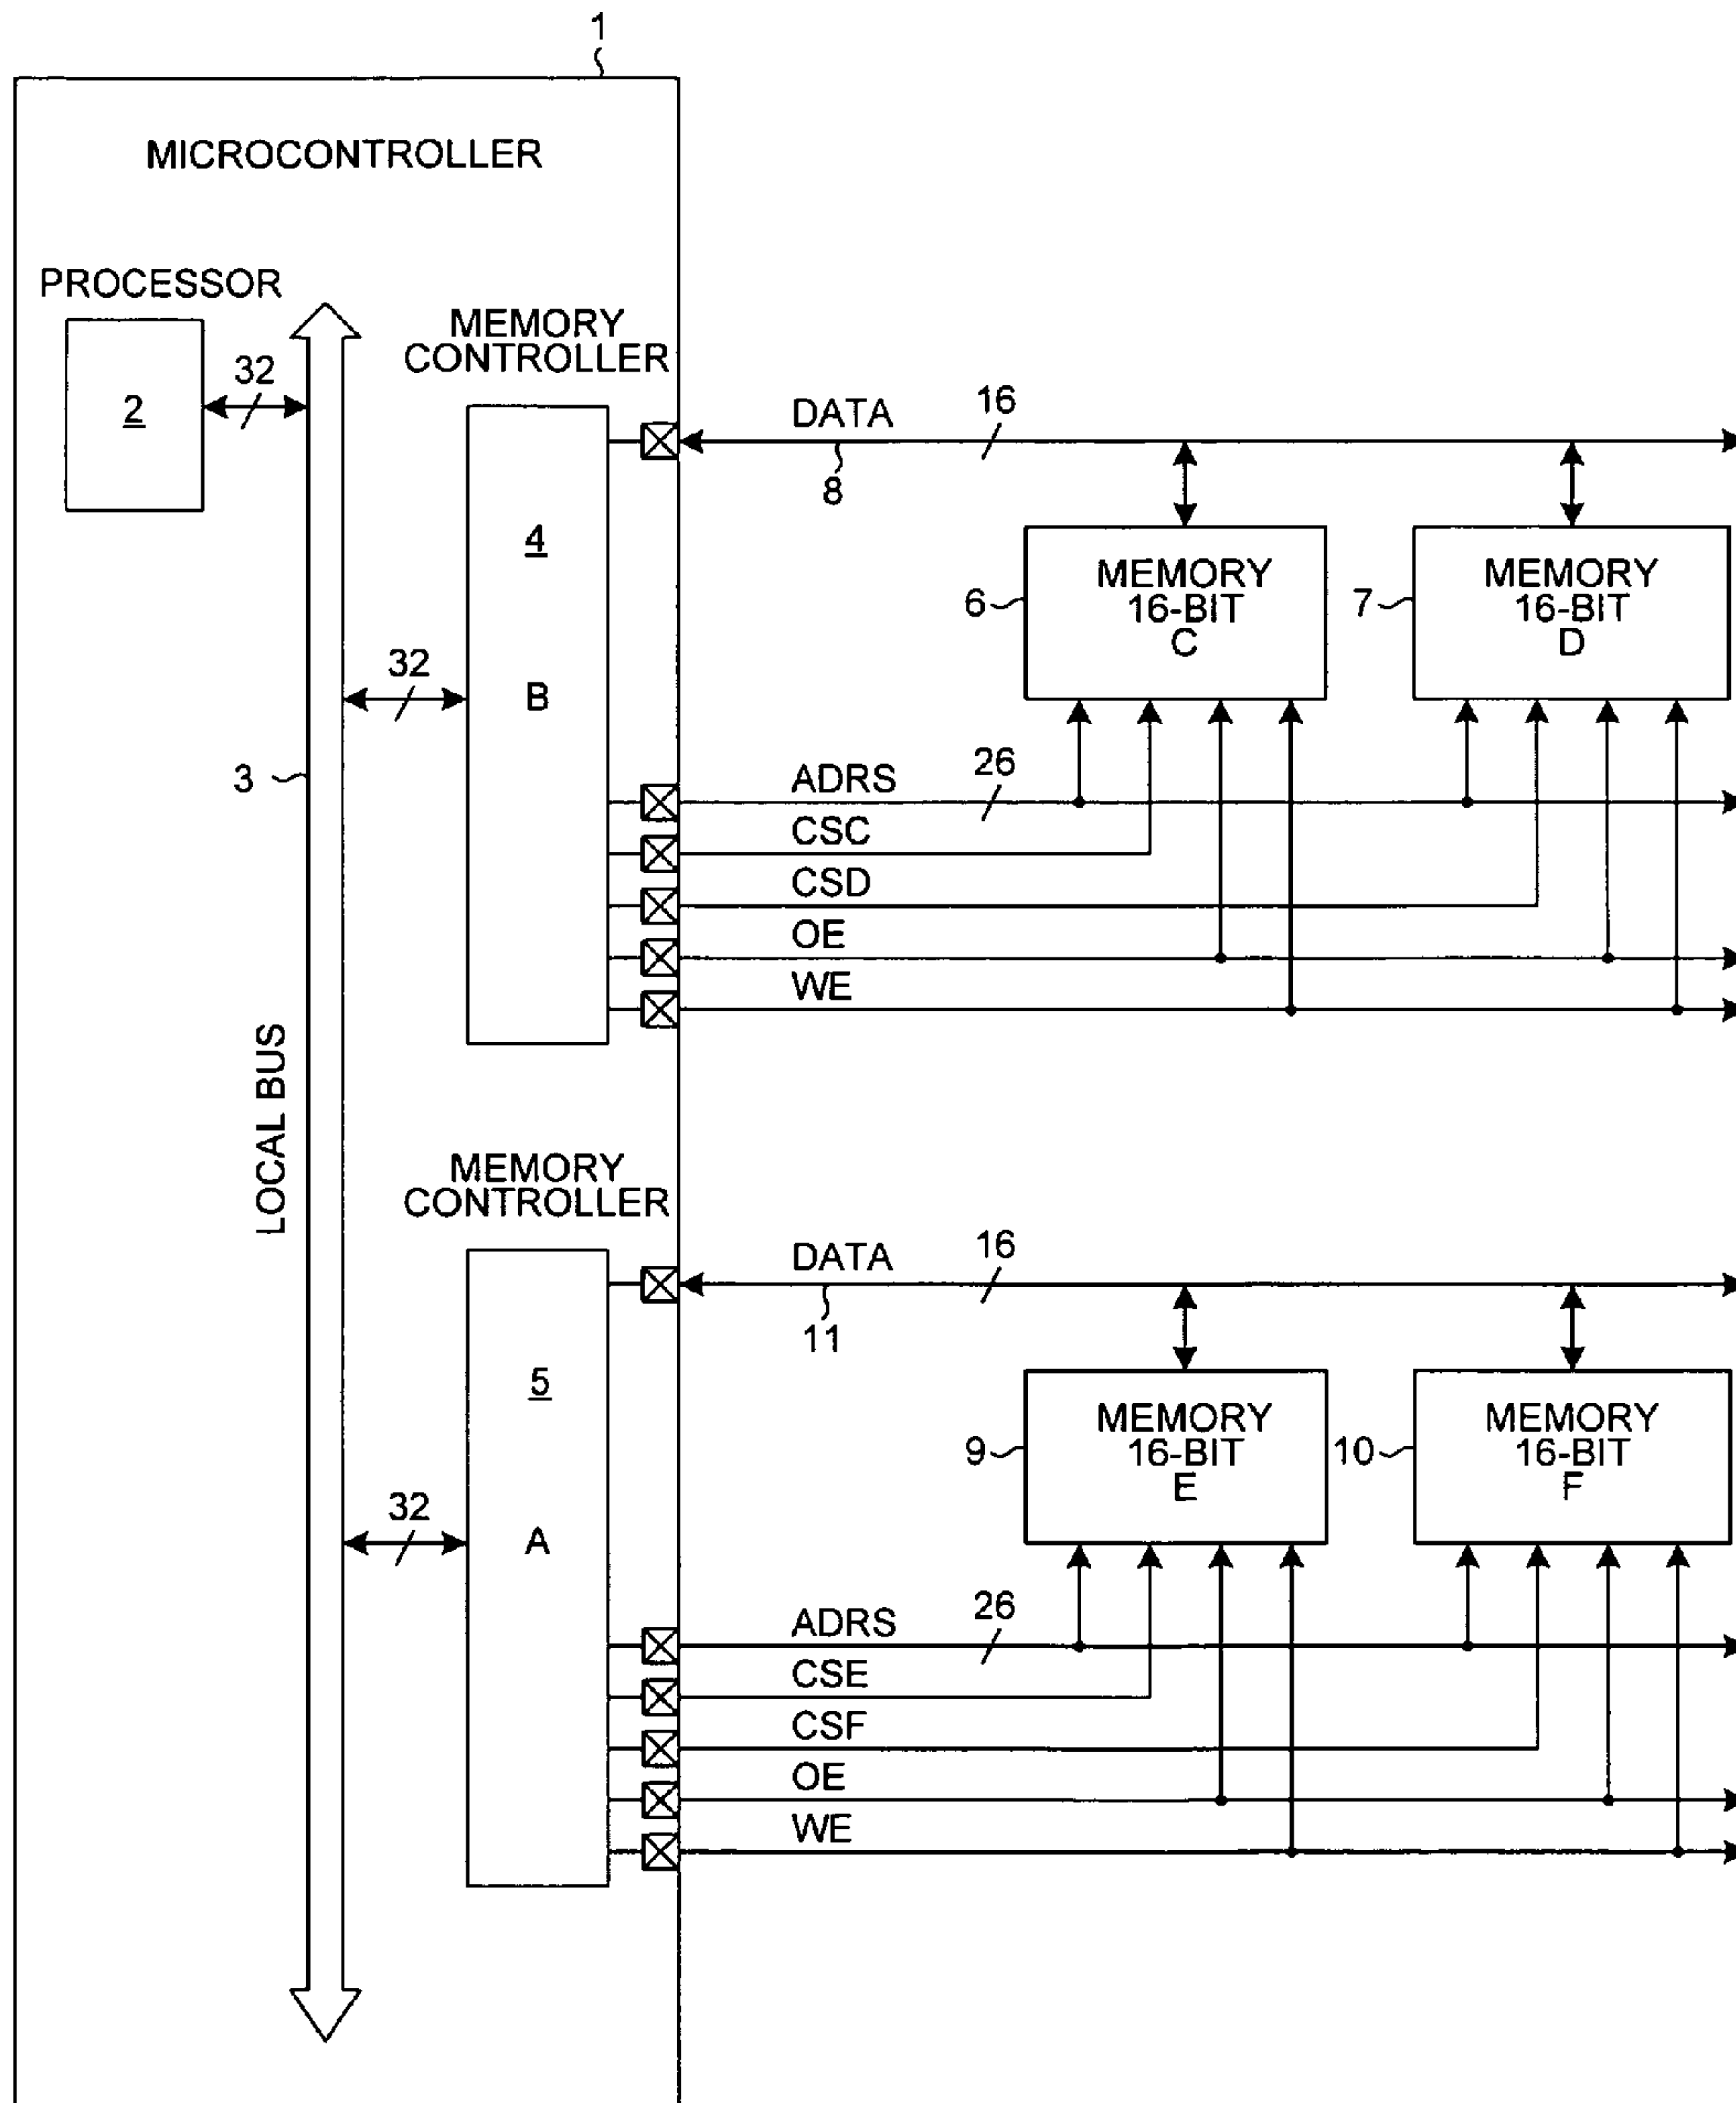 1
MICROCONTROLLER
PROCESSOR
2
32
3
LOCAL BUS
MEMORY
CONTROLLER
4
B
32
DATA
16
8
6
MEMORY
16-BIT
C
7
MEMORY
16-BIT
D
ADRS
26
CSC
CSD
OE
WE
MEMORY
CONTROLLER
5
A
32
DATA
16
11
9
MEMORY
16-BIT
E
10
MEMORY
16-BIT
F
ADRS
26
CSE
CSF
OE
WE